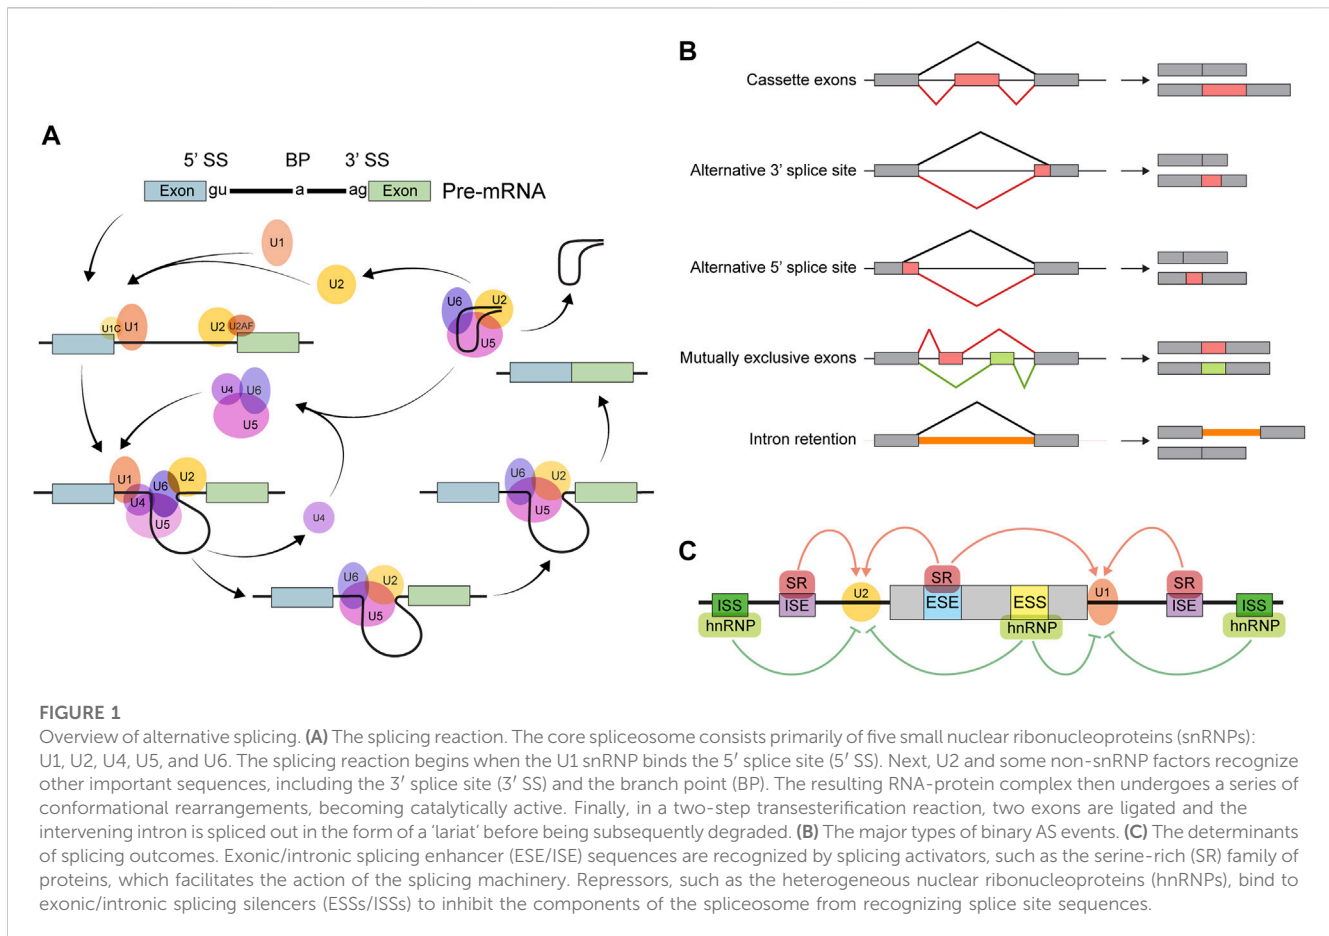 A
5' SS BP 3' SS
Exon gu a ag Exon Pre-mRNA
U1
U2
U1C U1 U2 U2AF
U6 U2
U5
U4 U6
U5
U1 U2
U6
U4
U5
U4
U6 U2
U5
U6 U2
U5
B
Cassette exons
Alternative 3' splice site
Alternative 5' splice site
Mutually exclusive exons
Intron retention
C
SR SR SR
ISS ISE U2 ESE ESS U1 ISE ISS
hnRNP hnRNP hnRNP
FIGURE 1
Overview of alternative splicing. (A) The splicing reaction. The core spliceosome consists primarily of five small nuclear ribonucleoproteins (snRNPs):
U1, U2, U4, U5, and U6. The splicing reaction begins when the U1 snRNP binds the 5′ splice site (5′ SS). Next, U2 and some non-snRNP factors recognize
other important sequences, including the 3′ splice site (3′ SS) and the branch point (BP). The resulting RNA-protein complex then undergoes a series of
conformational rearrangements, becoming catalytically active. Finally, in a two-step transesterification reaction, two exons are ligated and the
intervening intron is spliced out in the form of a ‘lariat’ before being subsequently degraded. (B) The major types of binary AS events. (C) The determinants
of splicing outcomes. Exonic/intronic splicing enhancer (ESE/ISE) sequences are recognized by splicing activators, such as the serine-rich (SR) family of
proteins, which facilitates the action of the splicing machinery. Repressors, such as the heterogeneous nuclear ribonucleoproteins (hnRNPs), bind to
exonic/intronic splicing silencers (ESSs/ISSs) to inhibit the components of the spliceosome from recognizing splice site sequences.